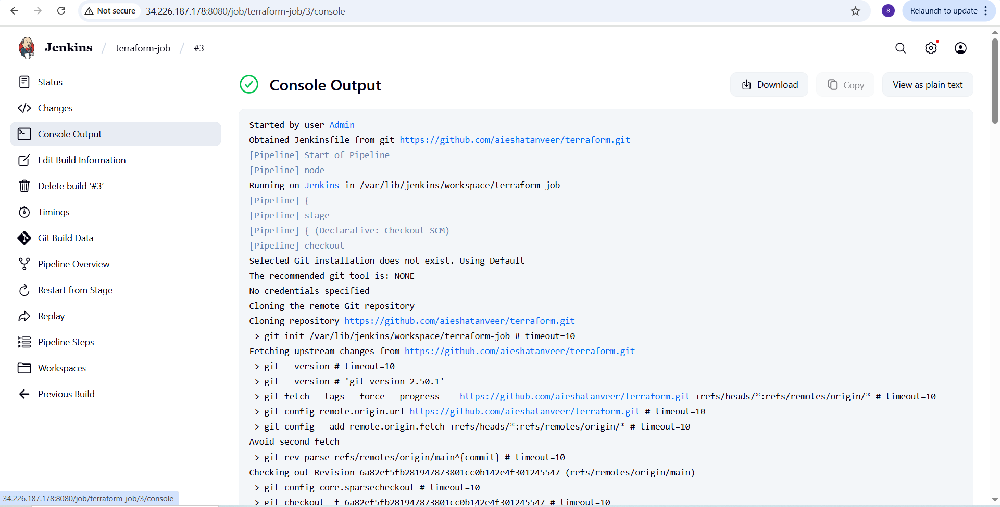 Not secure
34.226.187.178:8080/job/terraform-job/3/console
S
Relaunch to update
Jenkins / terraform-job / #3
Status
Changes
Console Output
Edit Build Information
Delete build ‘#3’
Timings
Git Build Data
Pipeline Overview
Restart from Stage
Replay
Pipeline Steps
Workspaces
Previous Build
Console Output
Download
Copy
View as plain text
Started by user Admin
Obtained Jenkinsfile from git https://github.com/aieshatanveer/terraform.git
[Pipeline] Start of Pipeline
[Pipeline] node
Running on Jenkins in /var/lib/jenkins/workspace/terraform-job
[Pipeline] {
[Pipeline] stage
[Pipeline] { (Declarative: Checkout SCM)
[Pipeline] checkout
Selected Git installation does not exist. Using Default
The recommended git tool is: NONE
No credentials specified
Cloning the remote Git repository
Cloning repository https://github.com/aieshatanveer/terraform.git
> git init /var/lib/jenkins/workspace/terraform-job # timeout=10
Fetching upstream changes from https://github.com/aieshatanveer/terraform.git
> git --version # timeout=10
> git --version # 'git version 2.50.1'
> git fetch --tags --force --progress -- https://github.com/aieshatanveer/terraform.git +refs/heads/*:refs/remotes/origin/* # timeout=10
> git config remote.origin.url https://github.com/aieshatanveer/terraform.git # timeout=10
> git config --add remote.origin.fetch +refs/heads/*:refs/remotes/origin/* # timeout=10
Avoid second fetch
> git rev-parse refs/remotes/origin/main^{commit} # timeout=10
Checking out Revision 6a82ef5fb281947873801cc0b142e4f301245547 (refs/remotes/origin/main)
> git config core.sparsecheckout # timeout=10
> git checkout -f 6a82ef5fb281947873801cc0b142e4f301245547 # timeout=10
34.226.187.178:8080/job/terraform-job/3/console